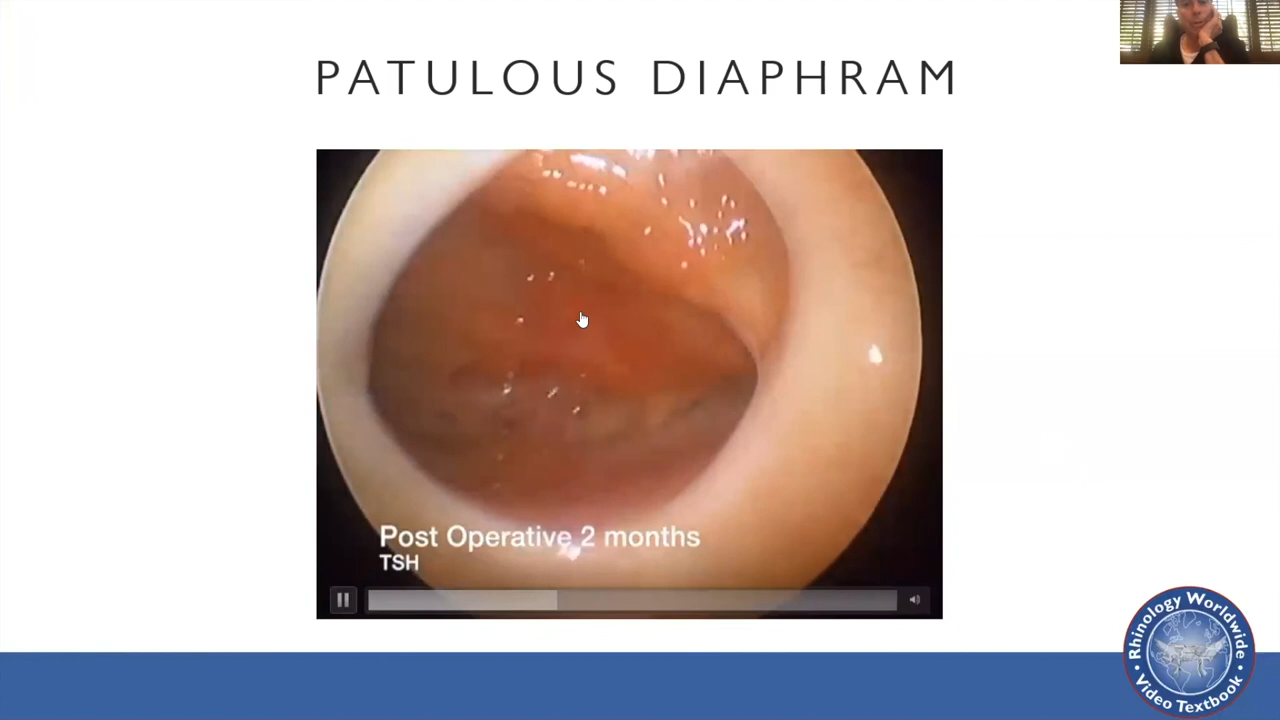 PATULOUS DIAPHRAM
Post Operative 2 months
TSH
Rhinology Worldwide
Video Textbook